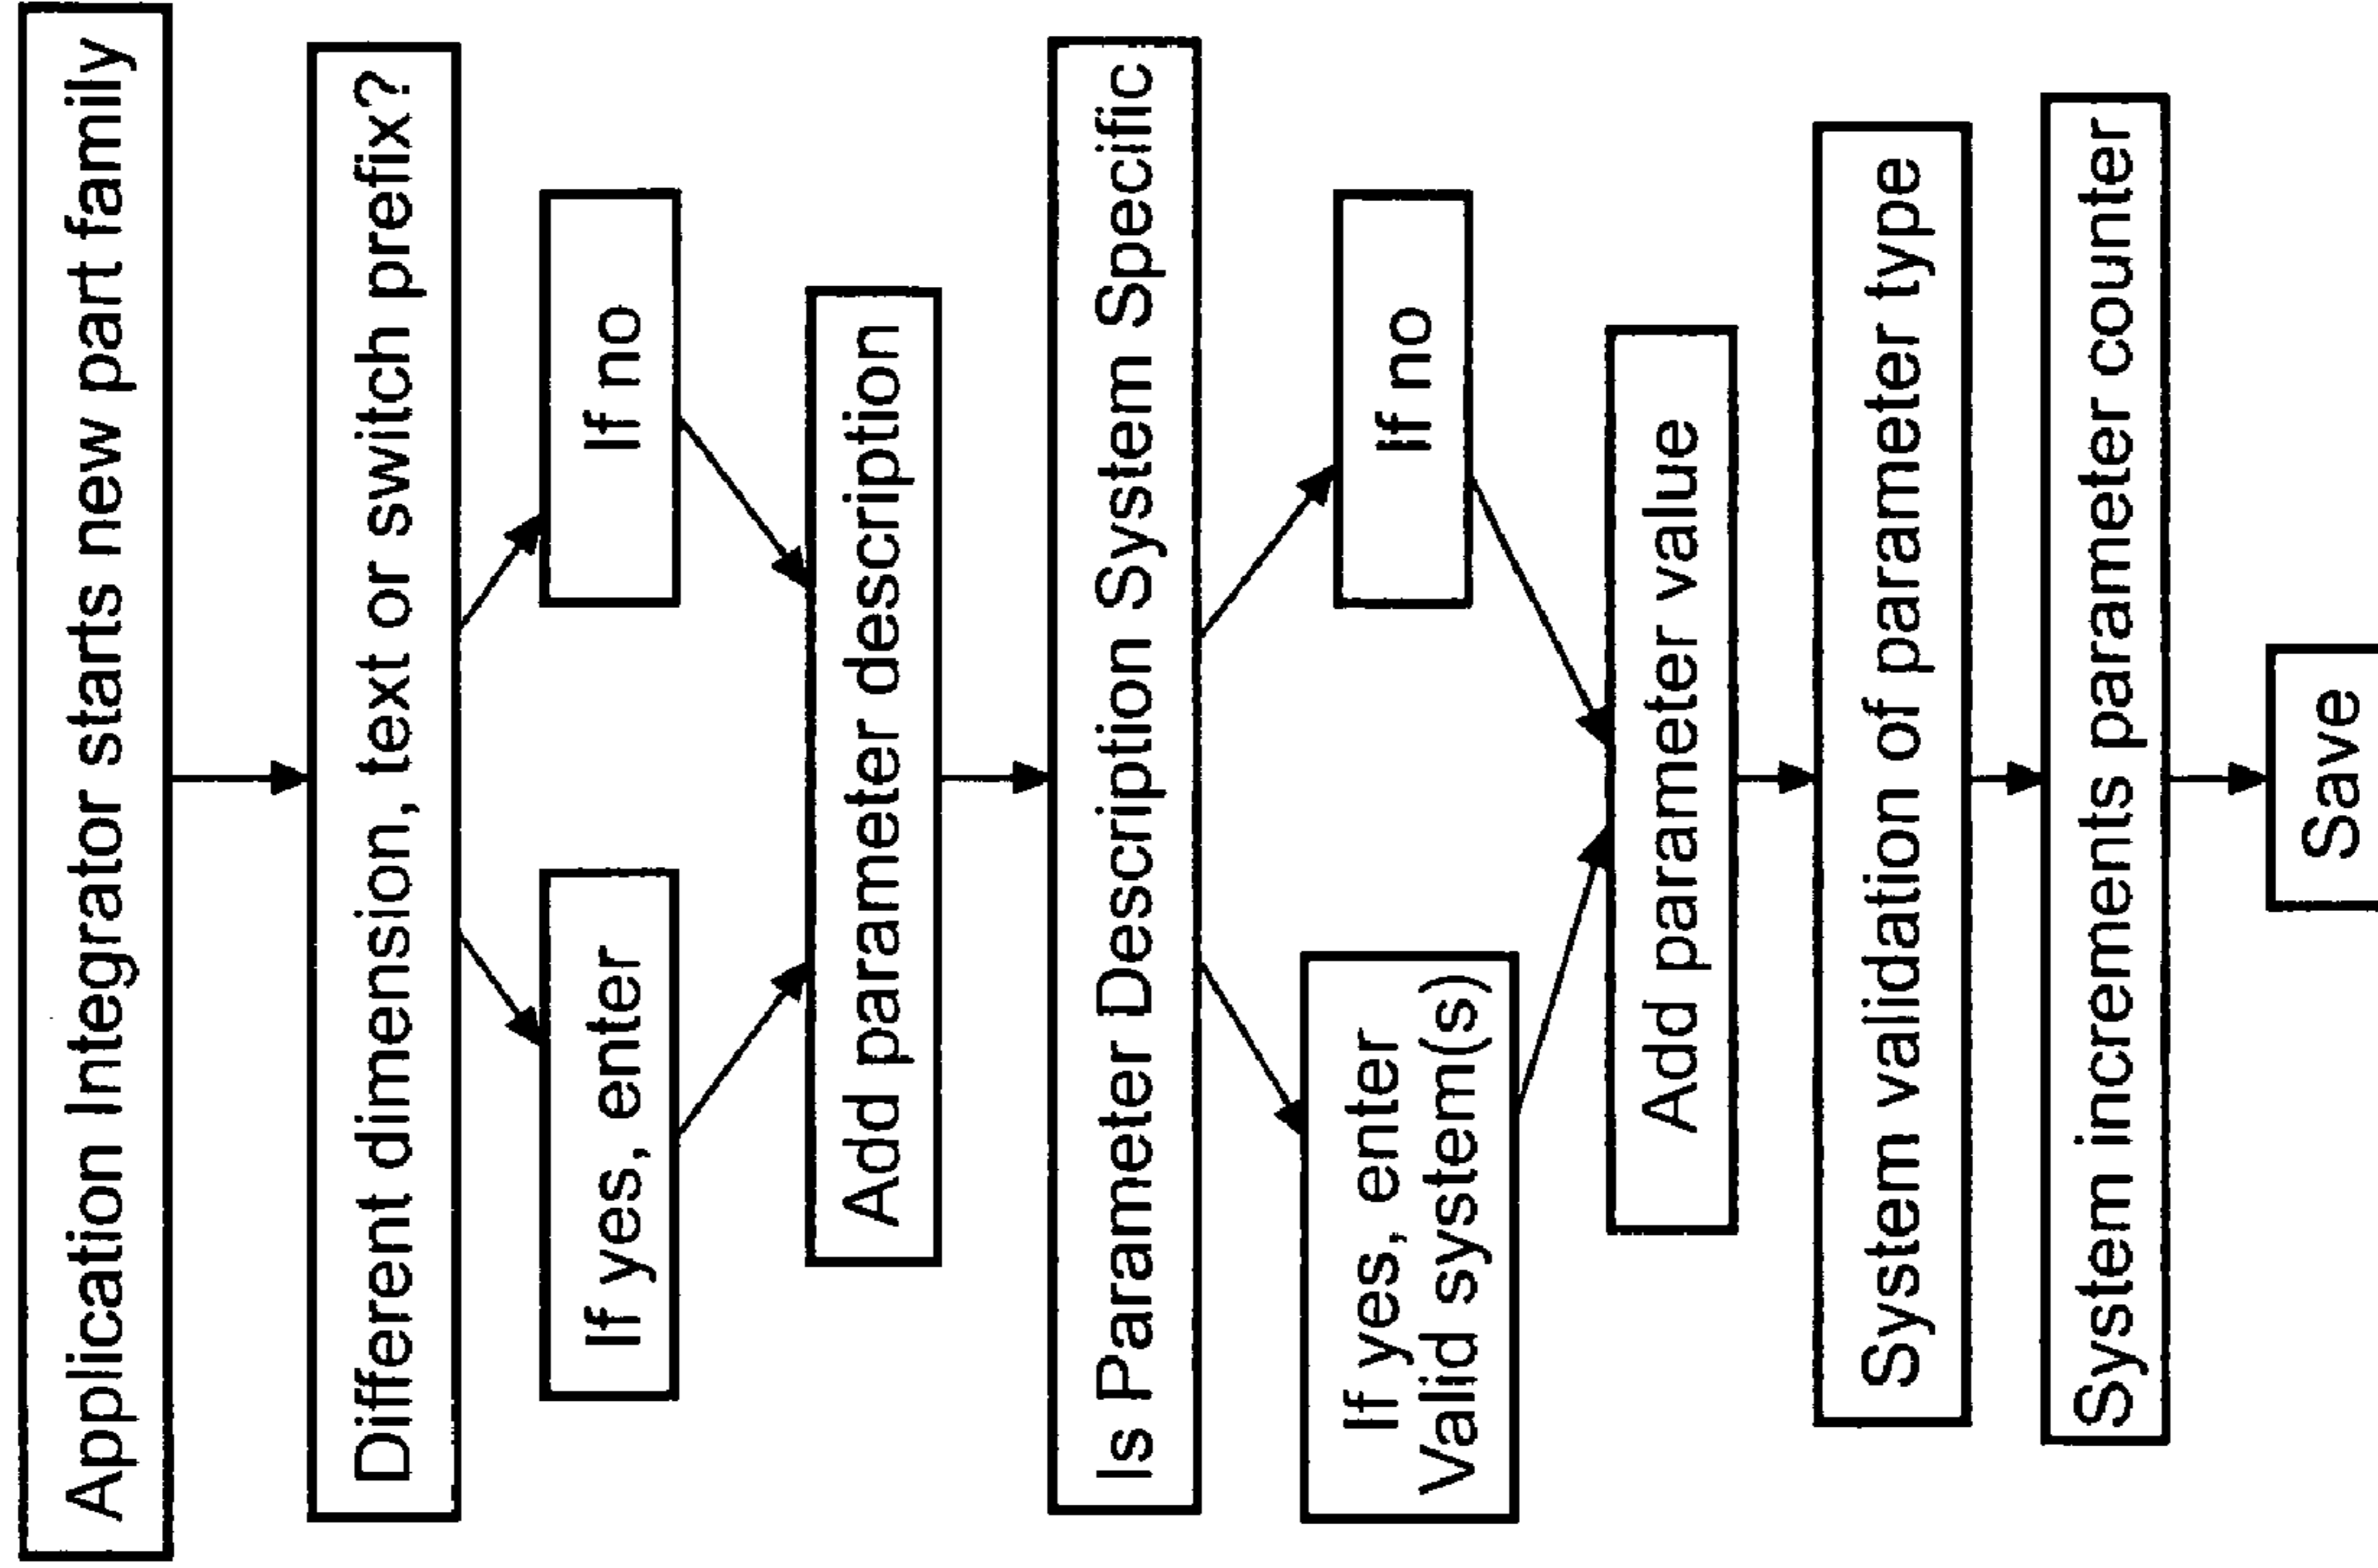 Application Integrator starts new part family
Different dimension, text or switch prefix?
If yes, enter
If no
Add parameter description
Is Parameter Description System Specific
If yes, enter
Valid system(s)
If no
Add parameter value
System validation of parameter type
System increments parameter counter
Save